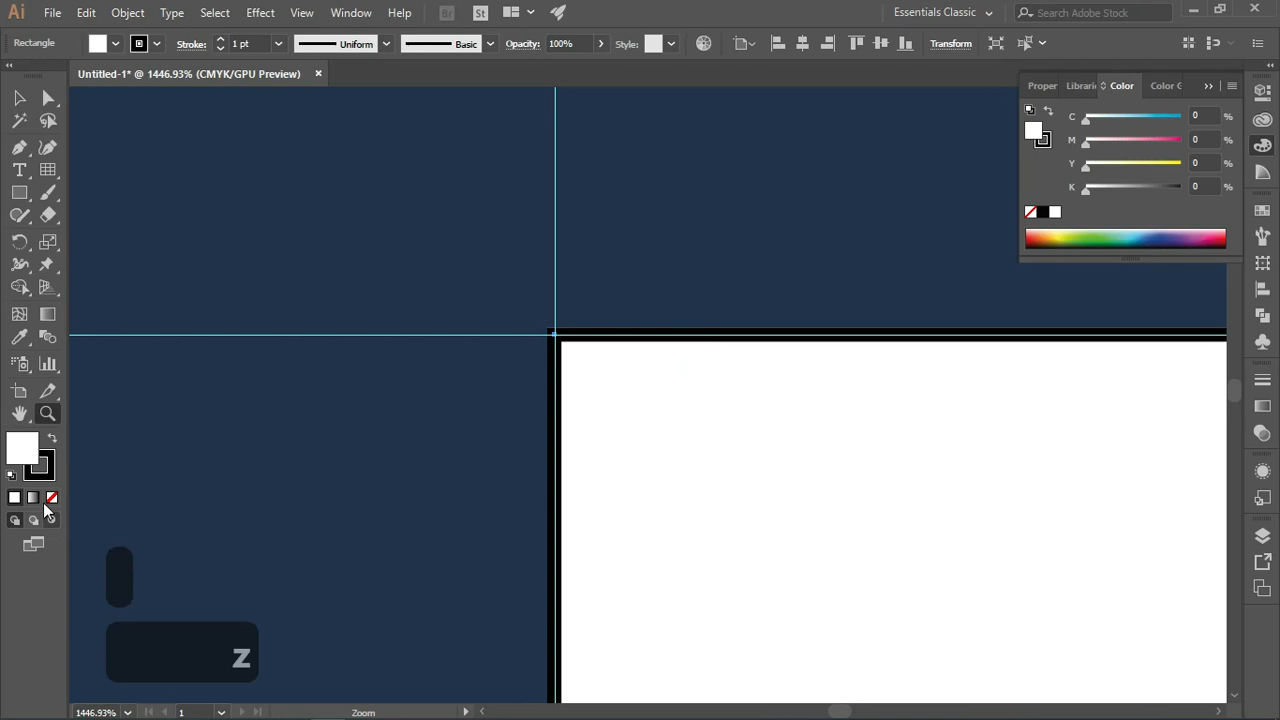 Ai File Edit Object Type Select Effect View Window Help Br St Essentials Classic Search Adobe Stock
Rectangle Stroke: 1 pt Uniform Basic Opacity: 100% Style: Transform
Untitled-1* @ 1446.93% (CMYK/GPU Preview)
Proper Librari Color Color G
C 0 %
M 0 %
Y 0 %
K 0 %
T
z
1446.93% 1 Zoom